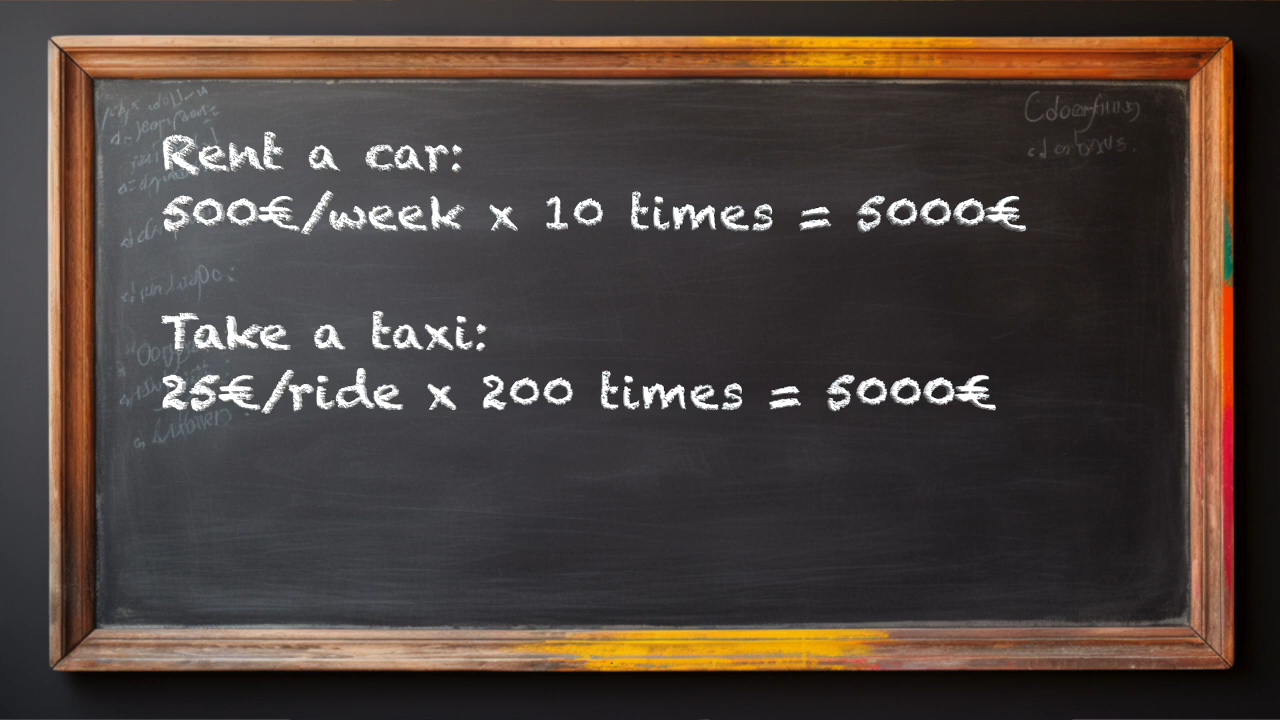 Rent a car:
500€/week x 10 times = 5000€
Take a taxi:
25€/ride x 200 times = 5000€